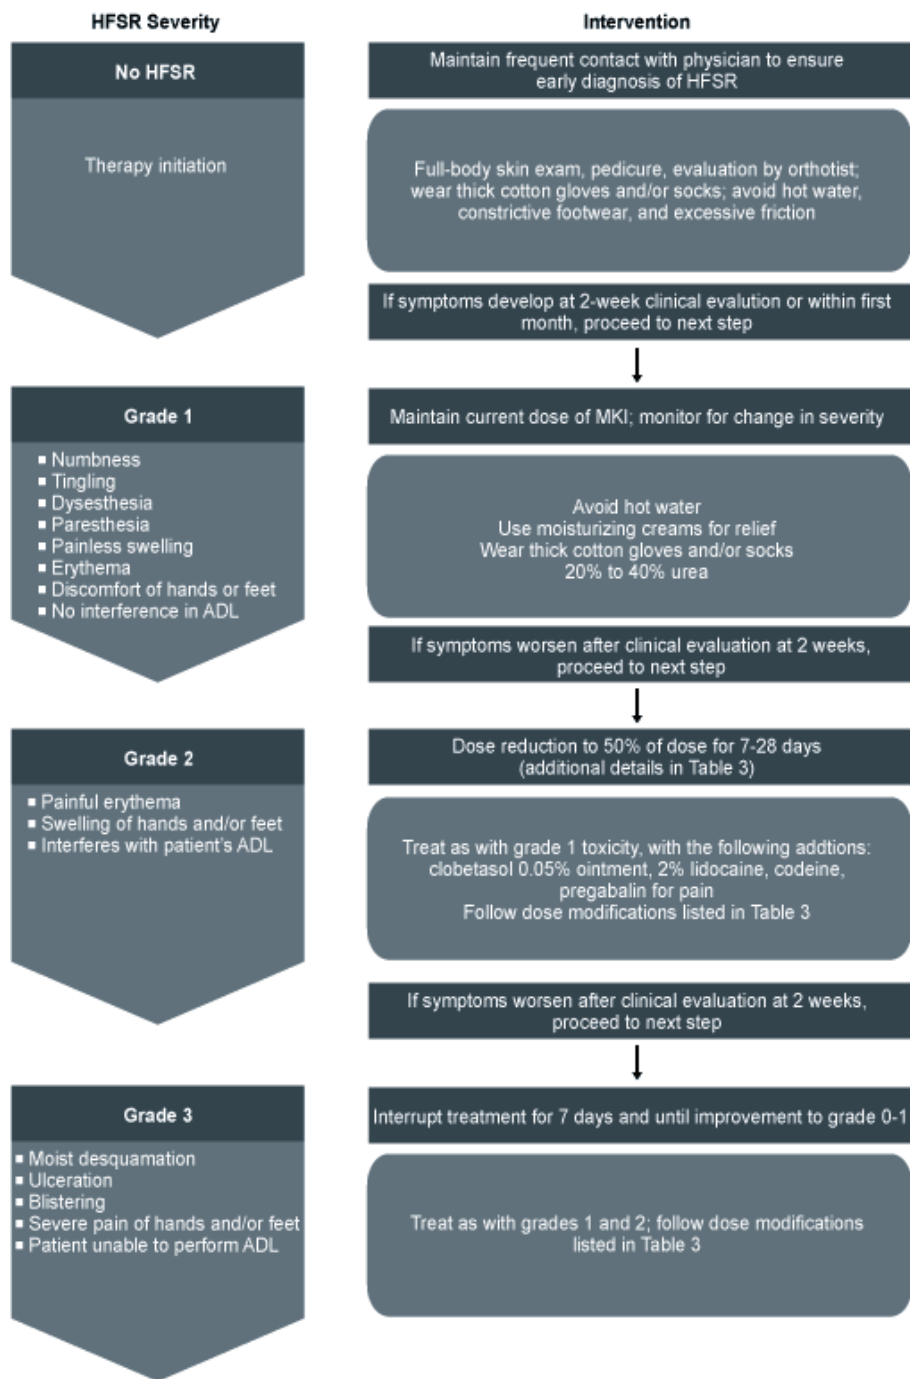 HFSR Severity
Intervention
No HFSR
Therapy initiation
Maintain frequent contact with physician to ensure
early diagnosis of HFSR
Full-body skin exam, pedicure, evaluation by orthotist;
wear thick cotton gloves and/or socks; avoid hot water,
constrictive footwear, and excessive friction
If symptoms develop at 2-week clinical evalution or within first
month, proceed to next step
Grade 1
▪ Numbness
▪ Tingling
▪ Dysesthesia
▪ Paresthesia
▪ Painless swelling
▪ Erythema
▪ Discomfort of hands or feet
▪ No interference in ADL
Maintain current dose of MKI; monitor for change in severity
Avoid hot water
Use moisturizing creams for relief
Wear thick cotton gloves and/or socks
20% to 40% urea
If symptoms worsen after clinical evaluation at 2 weeks,
proceed to next step
Grade 2
▪ Painful erythema
▪ Swelling of hands and/or feet
▪ Interferes with patient's ADL
Dose reduction to 50% of dose for 7-28 days
(additional details in Table 3)
Treat as with grade 1 toxicity, with the following addtions:
clobetasol 0.05% ointment, 2% lidocaine, codeine,
pregabalin for pain
Follow dose modifications listed in Table 3
If symptoms worsen after clinical evaluation at 2 weeks,
proceed to next step
Grade 3
▪ Moist desquamation
▪ Ulceration
▪ Blistering
▪ Severe pain of hands and/or feet
▪ Patient unable to perform ADL
Interrupt treatment for 7 days and until improvement to grade 0-1
Treat as with grades 1 and 2; follow dose modifications
listed in Table 3